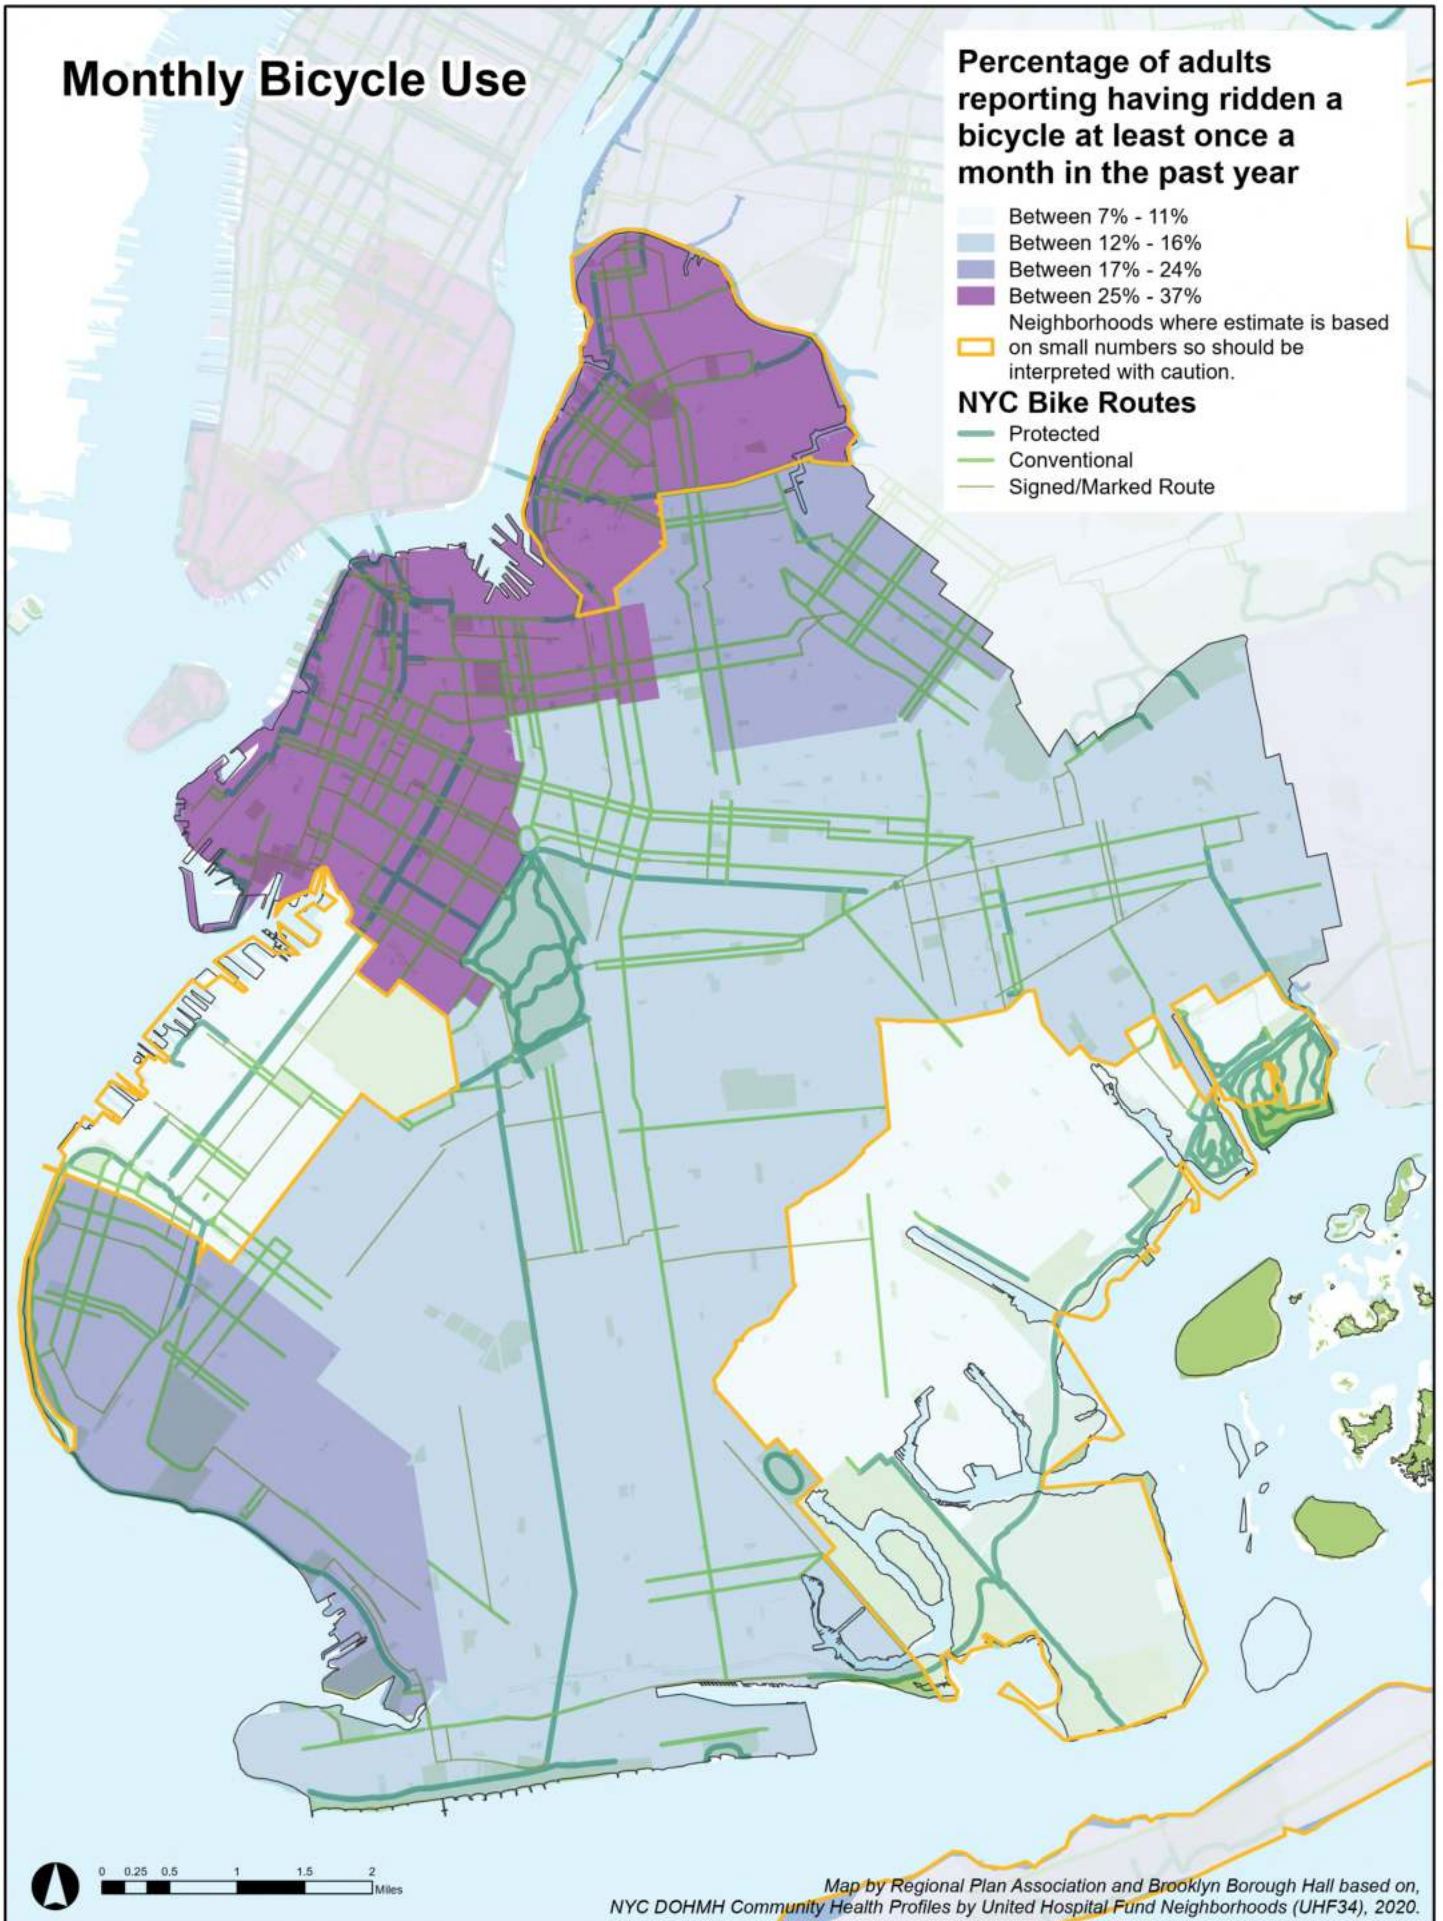 Monthly Bicycle Use
Percentage of adults
reporting having ridden a
bicycle at least once a
month in the past year
Between 7% - 11%
Between 12% - 16%
Between 17% - 24%
Between 25% - 37%
Neighborhoods where estimate is based
on small numbers so should be
interpreted with caution.
NYC Bike Routes
Protected
Conventional
Signed/Marked Route
0 0.25 0.5 1 1.5 2
Miles
Map by Regional Plan Association and Brooklyn Borough Hall based on,
NYC DOHMH Community Health Profiles by United Hospital Fund Neighborhoods (UHF34), 2020.